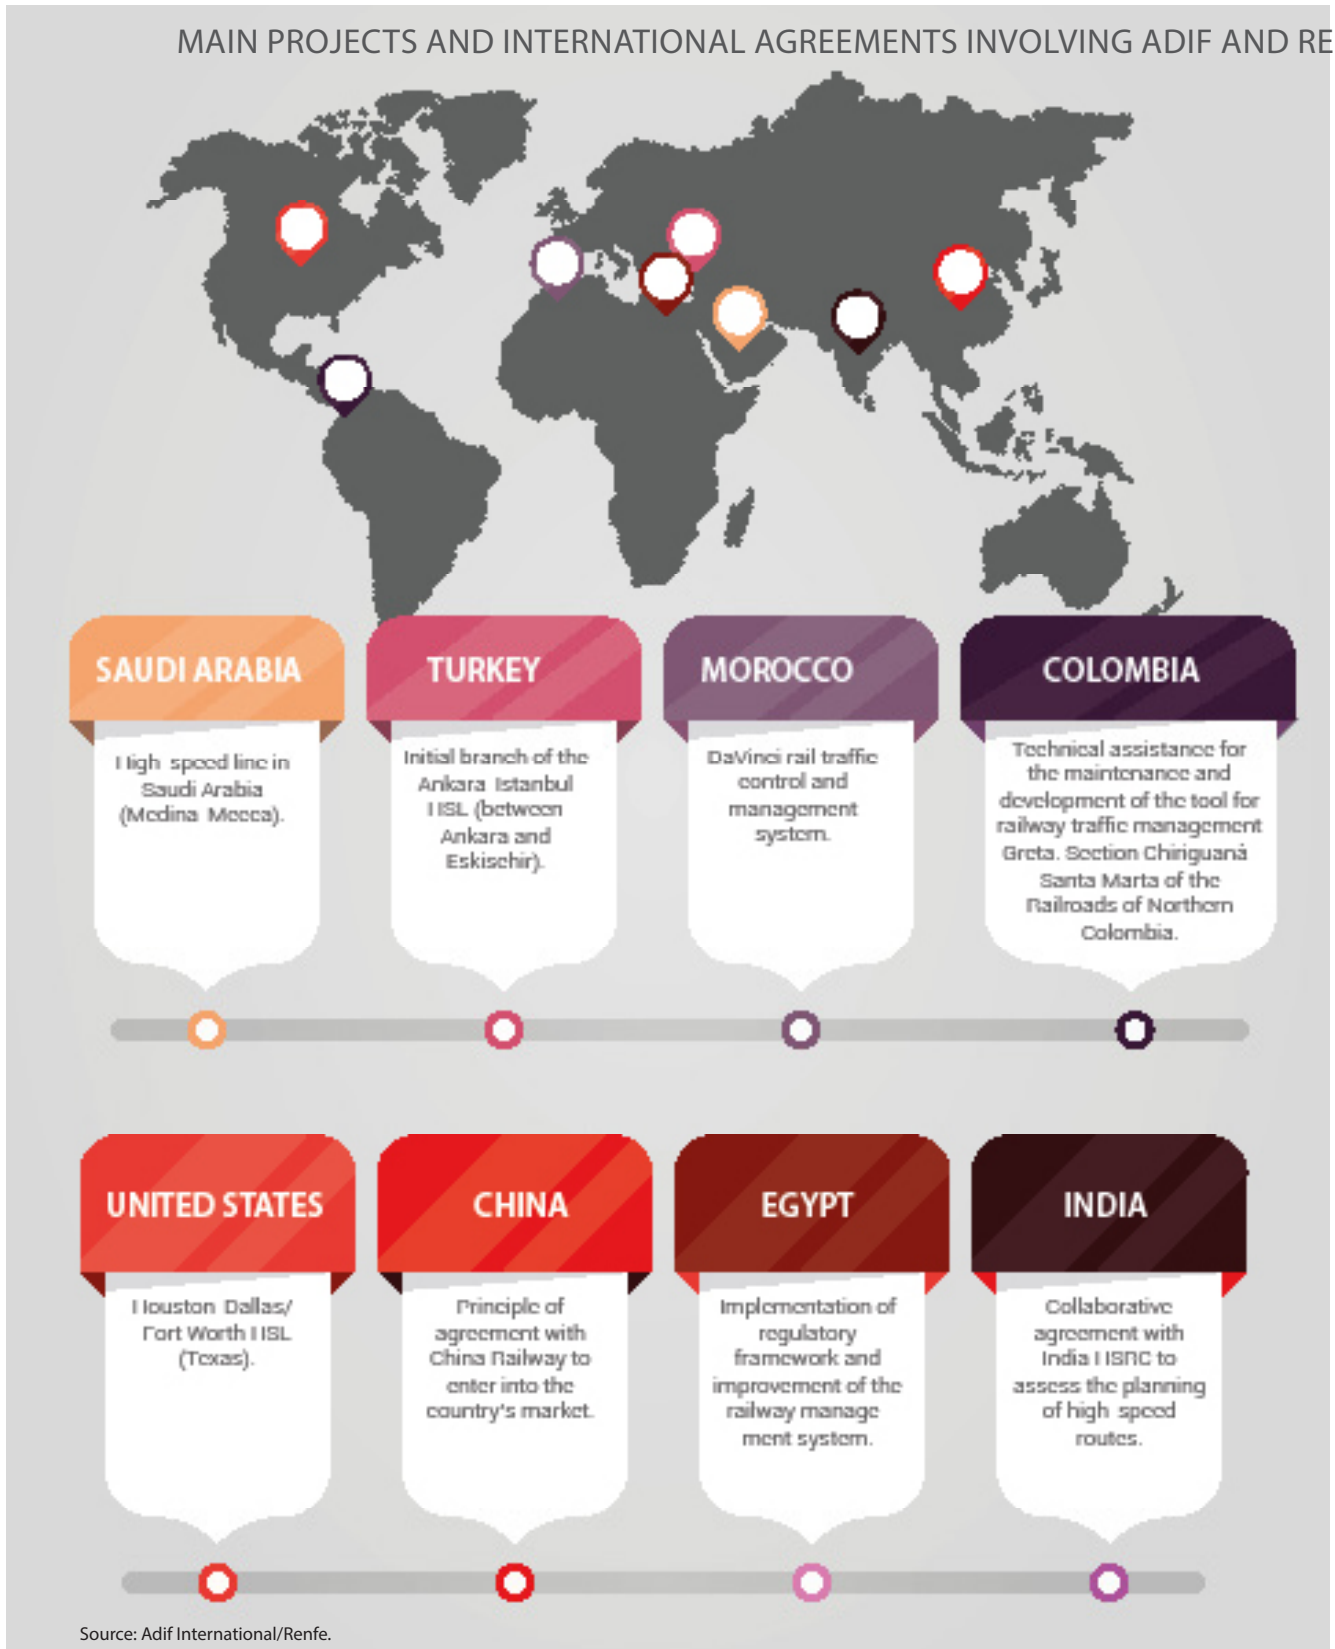 MAIN PROJECTS AND INTERNATIONAL AGREEMENTS INVOLVING ADIF AND RE
SAUDI ARABIA
High speed line in
Saudi Arabia
(Medina Mecca).
TURKEY
Initial branch of the
Ankara Istanbul
HSL (between
Ankara and
Eskisehir).
MOROCCO
DaVinci rail traffic
control and
management
system.
COLOMBIA
Technical assistance for
the maintenance and
development of the tool for
railway traffic management
Greta. Section Chiriguaná
Santa Marta of the
Railroads of Northern
Colombia.
UNITED STATES
Houston Dallas/
Fort Worth HSL
(Texas).
CHINA
Principle of
agreement with
China Railway to
enter into the
country's market.
EGYPT
Implementation of
regulatory
framework and
improvement of the
railway manage
ment system.
INDIA
Collaborative
agreement with
India HSRC to
assess the planning
of high speed
routes.
Source: Adif International/Renfe.